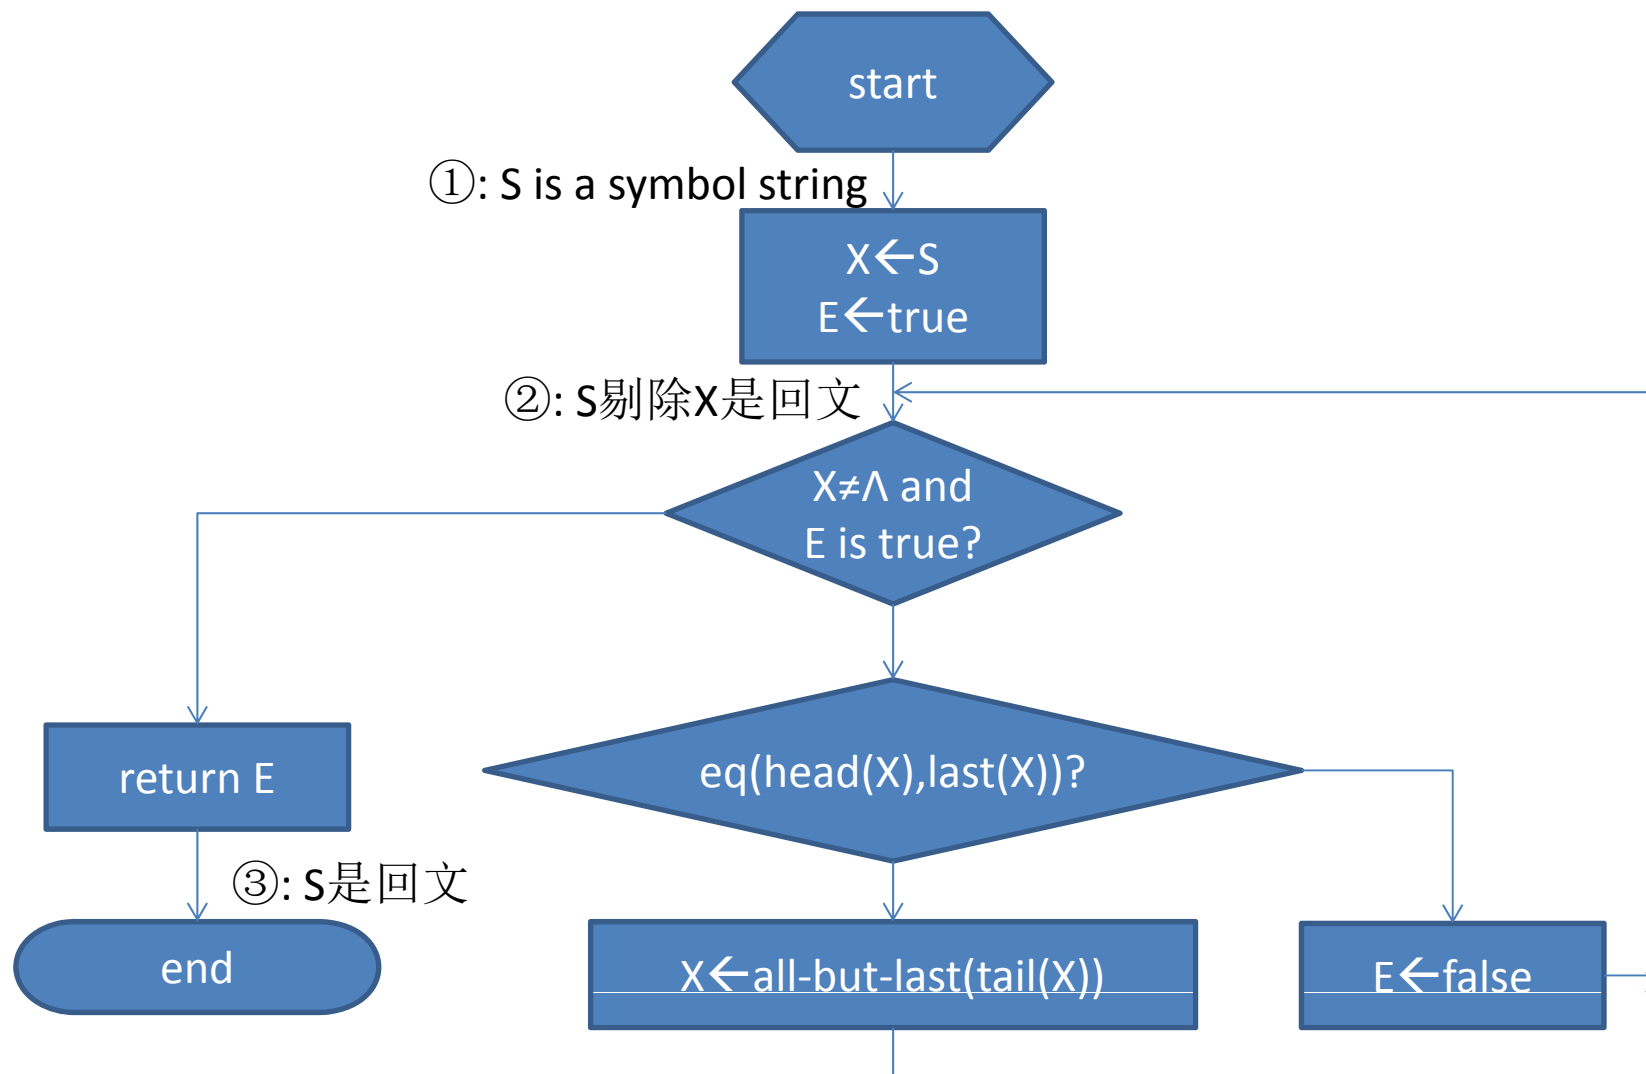 start
①: S is a symbol string
X←S
E←true
②: S剔除X是回文
X≠Λ and
E is true?
eq(head(X),last(X))?
return E
③: S是回文
end
X←all-but-last(tail(X))
E←false